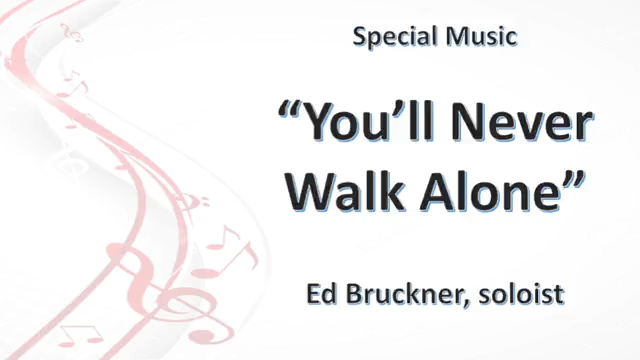 Special Music
“You’ll Never
Walk Alone”
Ed Bruckner, soloist